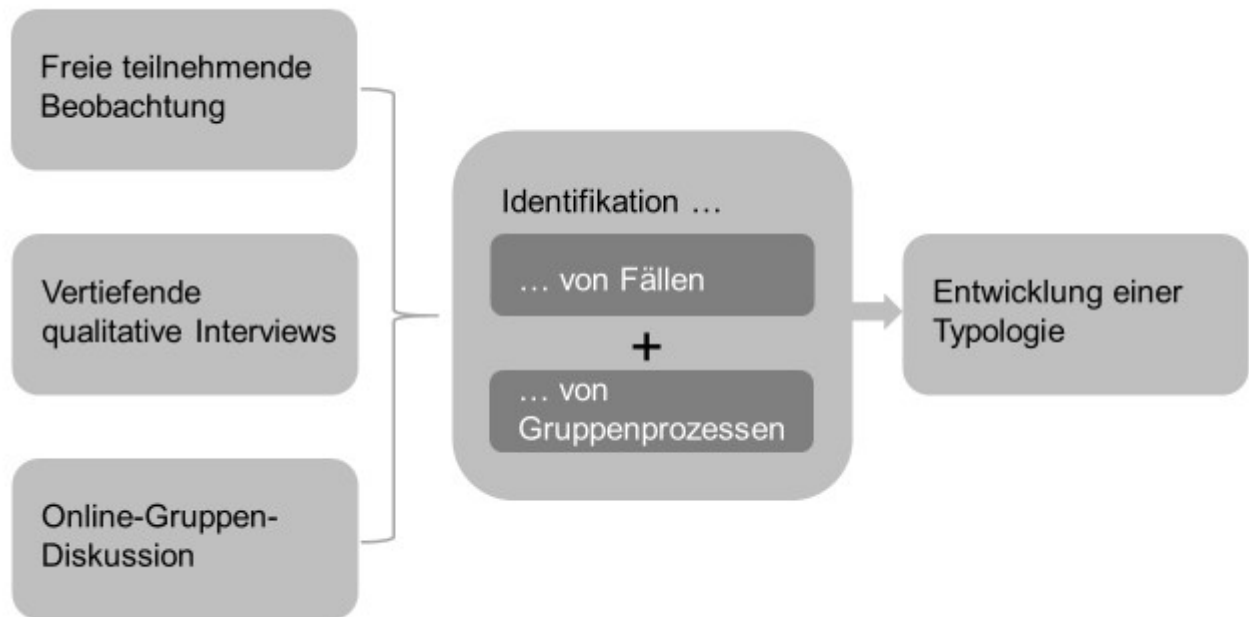 Freie teilnehmende
Beobachtung
Vertiefende
qualitative Interviews
Online-Gruppen-
Diskussion
Identifikation …
… von Fällen
+
… von
Gruppenprozessen
Entwicklung einer
Typologie